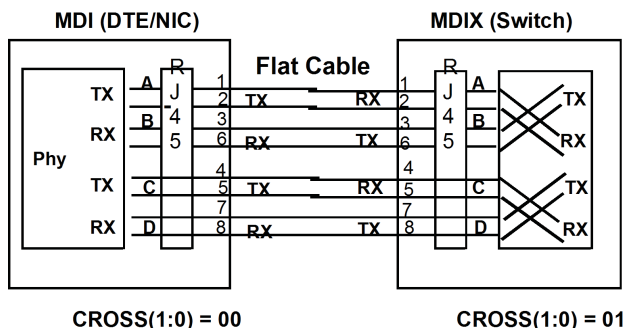 MDI (DTE/NIC)
MDIX (Switch)
Flat Cable
Phy
TX
RX
TX
RX
A
B
C
D
R
J
4
5
1
2
3
6
4
5
7
8
TX
RX
RX
TX
TX
RX
RX
TX
1
2
3
6
4
5
7
8
R
J
4
5
A
B
C
D
TX
RX
TX
RX
CROSS(1:0) = 00
CROSS(1:0) = 01